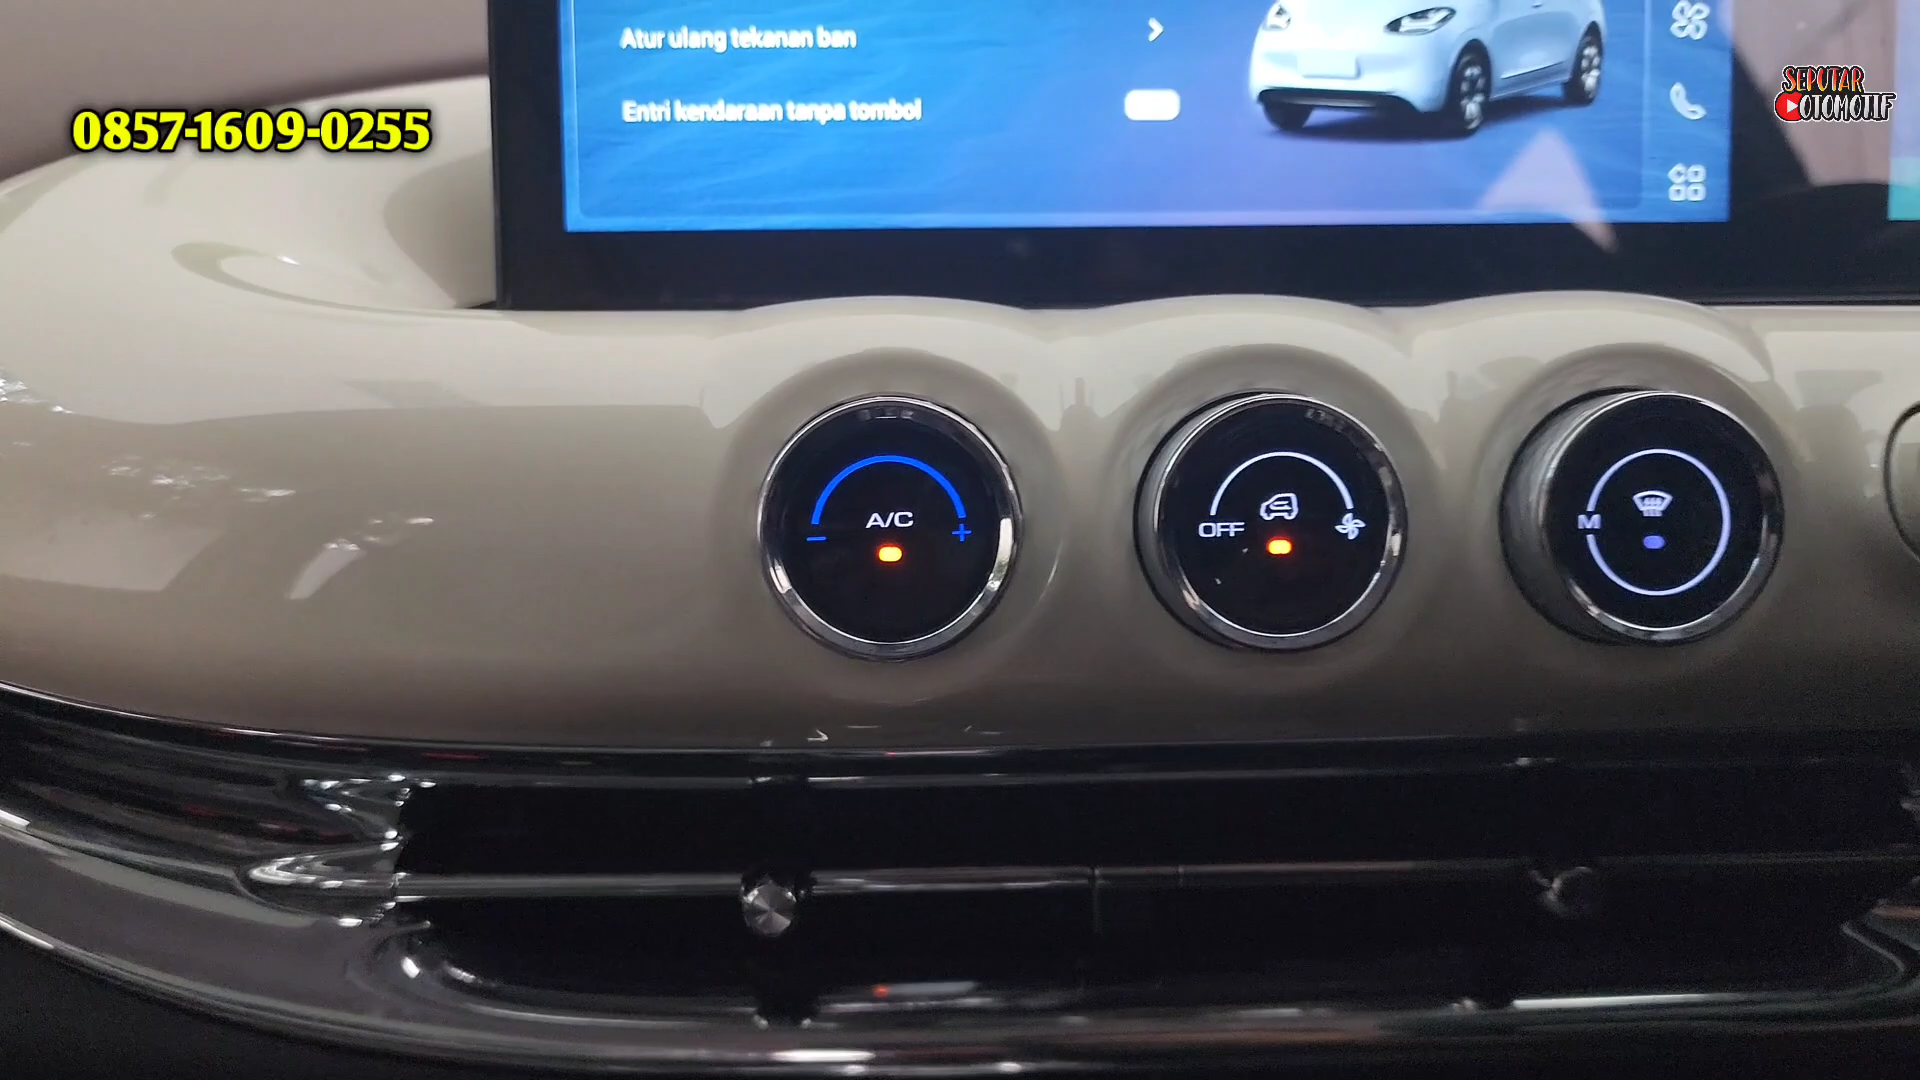 Atur ulang tekanan ban
Entri kendaraan tanpa tombol
0857-1609-0255
SEPUTAR
OTOMOTIF
A/C
- +
OFF
M